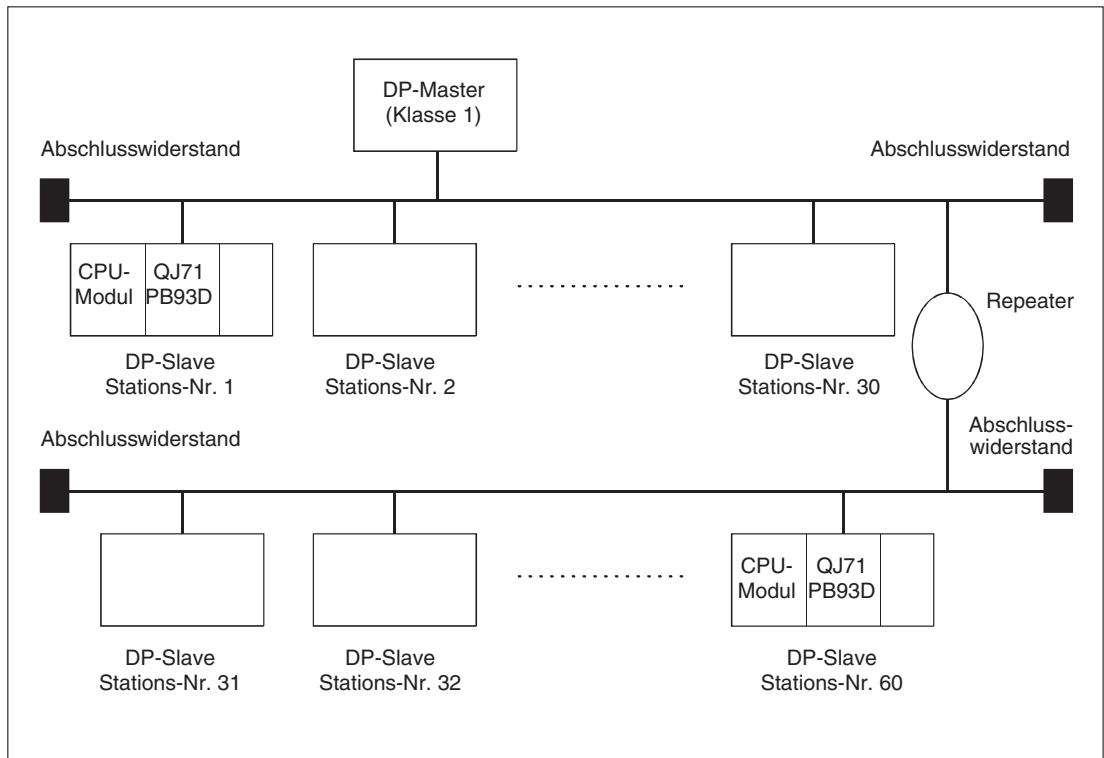 DP-Master
(Klasse 1)
Abschlusswiderstand
Abschlusswiderstand
CPU-
Modul
QJ71
PB93D
Repeater
DP-Slave
Stations-Nr. 1
DP-Slave
Stations-Nr. 2
DP-Slave
Stations-Nr. 30
Abschlusswiderstand
Abschluss-
widerstand
CPU-
Modul
QJ71
PB93D
DP-Slave
Stations-Nr. 31
DP-Slave
Stations-Nr. 32
DP-Slave
Stations-Nr. 60